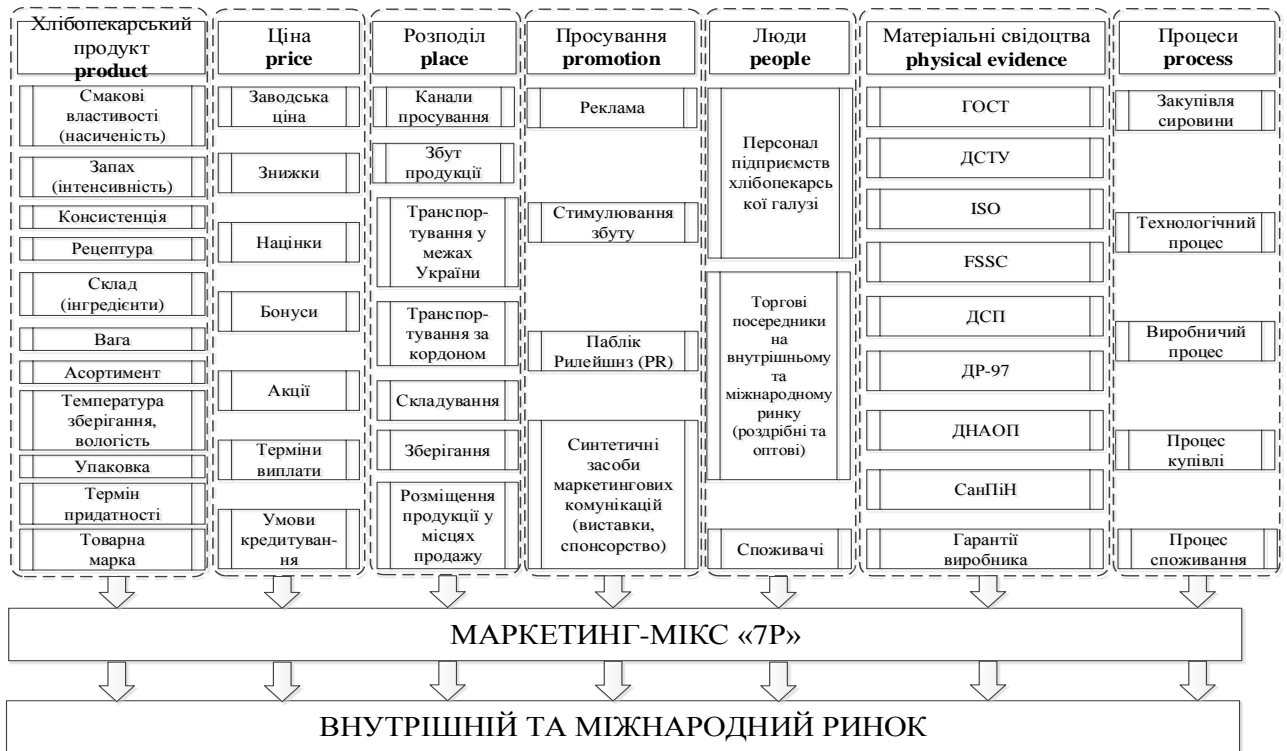 Хлібопекарський
продукт
product
Смакові
властивості
(насиченість)
Запах
(інтенсивність)
Консистенція
Рецептура
Склад
(інгредієнти)
Вага
Асортимент
Температура
зберігання,
вологість
Упаковка
Термін
придатності
Товарна
марка
Ціна
price
Заводська
ціна
Знижки
Націнки
Бонуси
Акції
Терміни
виплати
Умови
кредитуван-
ня
Розподіл
place
Канали
просування
Збут
продукції
Транспор-
тування у
межах
України
Транспор-
тування за
кордоном
Складування
Зберігання
Розміщення
продукції у
місцях
продажу
Просування
promotion
Реклама
Стимулювання
збуту
Паблік
Рилейшнз (PR)
Синтетичні
засоби
маркетингових
комунікацій
(виставки,
спонсорство)
Люди
people
Персонал
підприємств
хлібопекарсь
кої галузі
Торгові
посередники
на
внутрішньому
та
міжнародному
ринку
(роздрібні та
оптові)
Споживачі
Матеріальні свідоцтва
physical evidence
ГОСТ
ДСТУ
ISO
FSSC
ДСП
ДР-97
ДНАОП
СанПіН
Гарантії
виробника
Процеси
process
Закупівля
сировини
Технологічний
процес
Виробничий
процес
Процес
купівлі
Процес
споживання
МАРКЕТИНГ-МІКС «7Р»
ВНУТРІШНІЙ ТА МІЖНАРОДНИЙ РИНОК